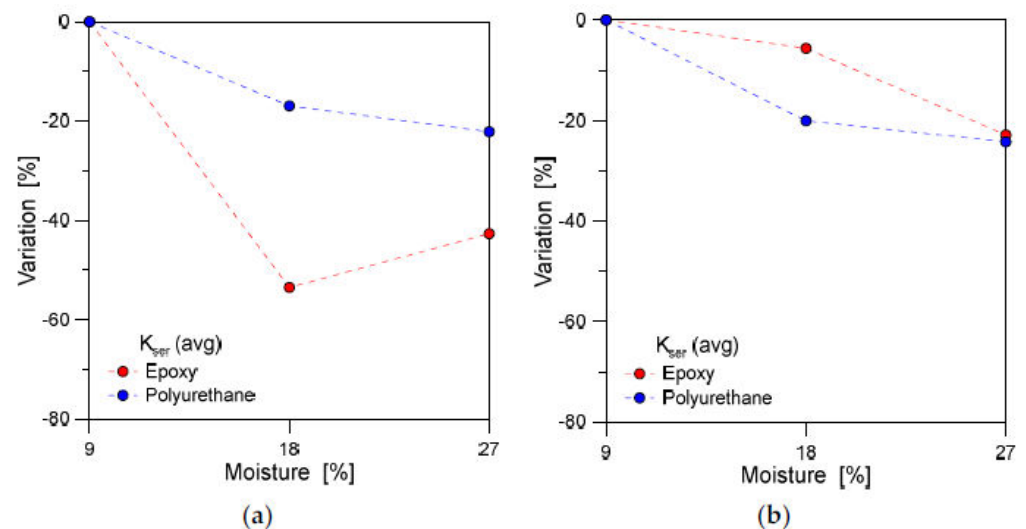 0
-20
-40
-60
-80
Variation [%]
K_ser (avg)
Epoxy
Polyurethane
9
18
27
Moisture [%]
(a)
0
-20
-40
-60
-80
Variation [%]
K_ser (avg)
Epoxy
Polyurethane
9
18
27
Moisture [%]
(b)